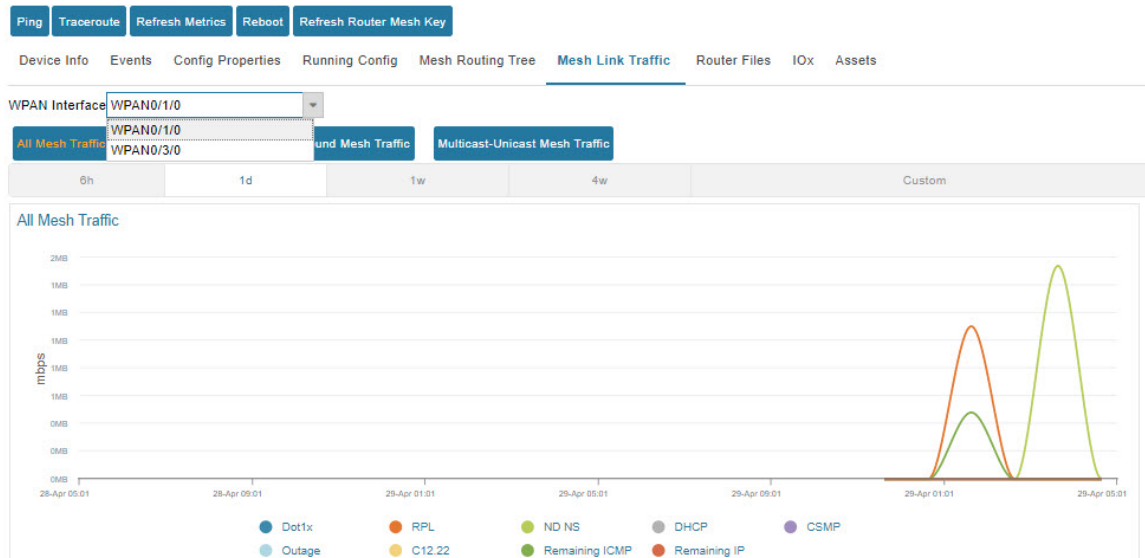 Ping Traceroute Refresh Metrics Reboot Refresh Router Mesh Key
Device Info Events Config Properties Running Config Mesh Routing Tree Mesh Link Traffic Router Files IOx Assets
WPAN Interface WPAN0/1/0
WPAN0/1/0
All Mesh Traffic und Mesh Traffic Multicast-Unicast Mesh Traffic
WPAN0/3/0
6h 1d 1w 4w Custom
All Mesh Traffic
2MB
1MB
1MB
1MB
1MB
1MB
0MB
0MB
0MB
mbps
28-Apr 05:01 28-Apr 09:01 29-Apr 01:01 29-Apr 05:01 29-Apr 09:01 29-Apr 01:01 29-Apr 05:01
Dot1x RPL ND NS DHCP CSMP
Outage C12.22 Remaining ICMP Remaining IP